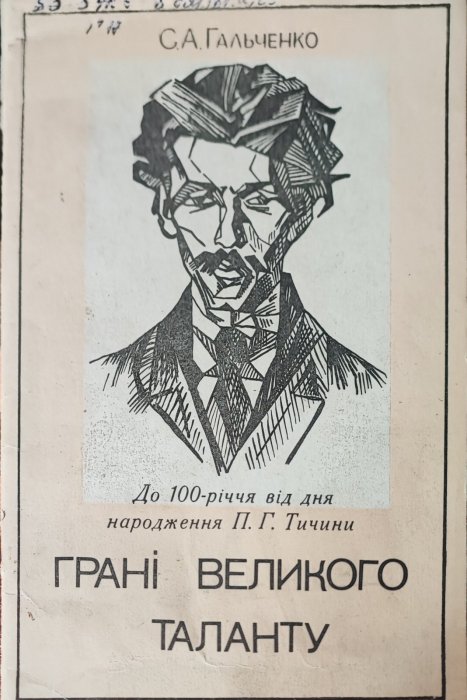 С.А. ГАЛЬЧЕНКО
До 100-річчя від дня
народження П. Г. Тичини
ГРАНІ ВЕЛИКОГО
ТАЛАНТУ